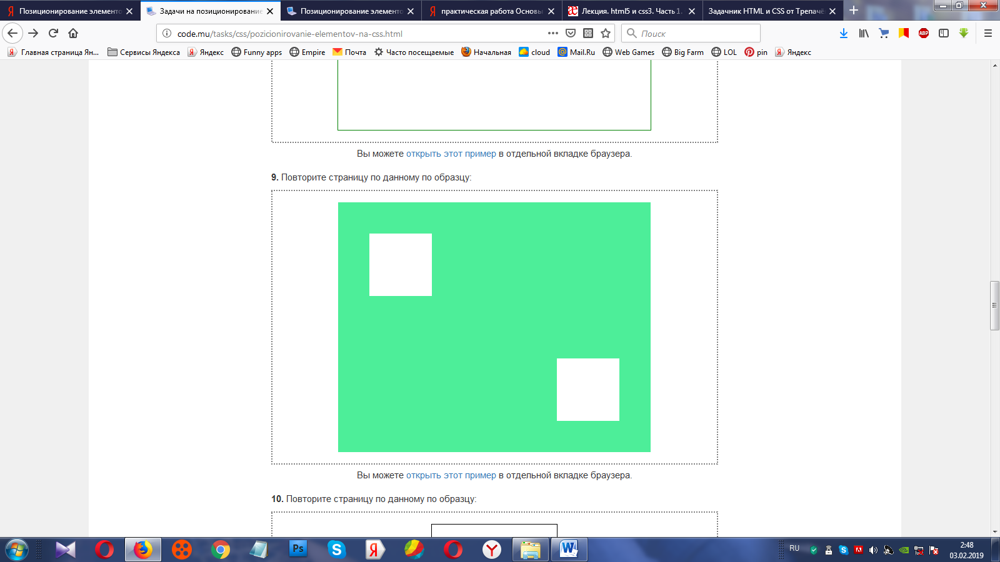 Позиционирование элементо
Задачи на позиционирование
Позиционирование элементо
практическая работа Основы
Лекция. html5 и css3. Часть 1.
Задачник HTML и CSS от Трепачё
code.mu/tasks/css/pozicionirovanie-elementov-na-css.html
Поиск
ABP
Главная страница Ян...
Сервисы Яндекса
Яндекс
Funny apps
Empire
Почта
Часто посещаемые
Начальная
cloud
Mail.Ru
Web Games
Big Farm
LOL
pin
Яндекс
Вы можете открыть этот пример в отдельной вкладке браузера.
9. Повторите страницу по данному по образцу:
Вы можете открыть этот пример в отдельной вкладке браузера.
10. Повторите страницу по данному по образцу:
RU
2:48
03.02.2019